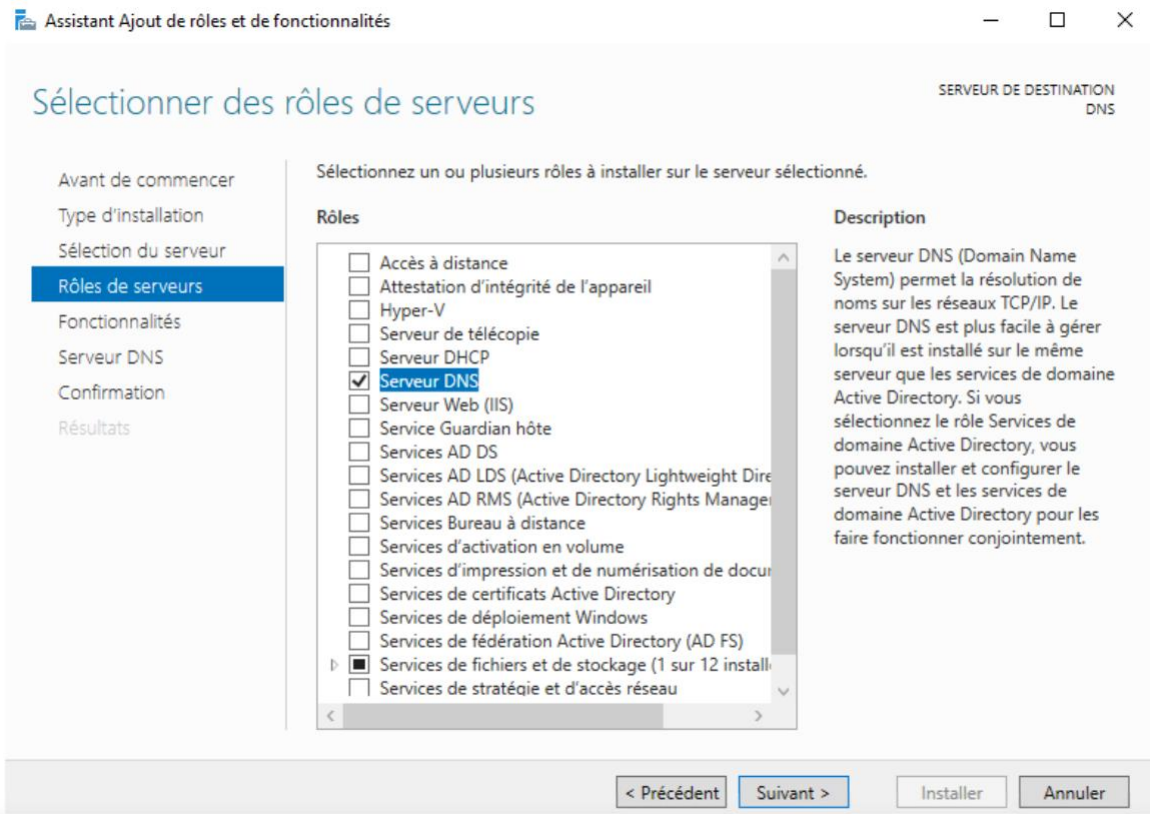 Assistant Ajout de rôles et de fonctionnalités
Sélectionner des rôles de serveurs
SERVEUR DE DESTINATION
DNS
Avant de commencer
Type d'installation
Sélection du serveur
Rôles de serveurs
Fonctionnalités
Serveur DNS
Confirmation
Résultats
Sélectionnez un ou plusieurs rôles à installer sur le serveur sélectionné.
Rôles
Accès à distance
Attestation d'intégrité de l'appareil
Hyper-V
Serveur de télécopie
Serveur DHCP
Serveur DNS
Serveur Web (IIS)
Service Guardian hôte
Services AD DS
Services AD LDS (Active Directory Lightweight Dire
Services AD RMS (Active Directory Rights Manage
Services Bureau à distance
Services d'activation en volume
Services d'impression et de numérisation de docu
Services de certificats Active Directory
Services de déploiement Windows
Services de fédération Active Directory (AD FS)
Services de fichiers et de stockage (1 sur 12 install
Services de stratégie et d'accès réseau
Description
Le serveur DNS (Domain Name
System) permet la résolution de
noms sur les réseaux TCP/IP. Le
serveur DNS est plus facile à gérer
lorsqu'il est installé sur le même
serveur que les services de domaine
Active Directory. Si vous
sélectionnez le rôle Services de
domaine Active Directory, vous
pouvez installer et configurer le
serveur DNS et les services de
domaine Active Directory pour les
faire fonctionner conjointement.
< Précédent
Suivant >
Installer
Annuler